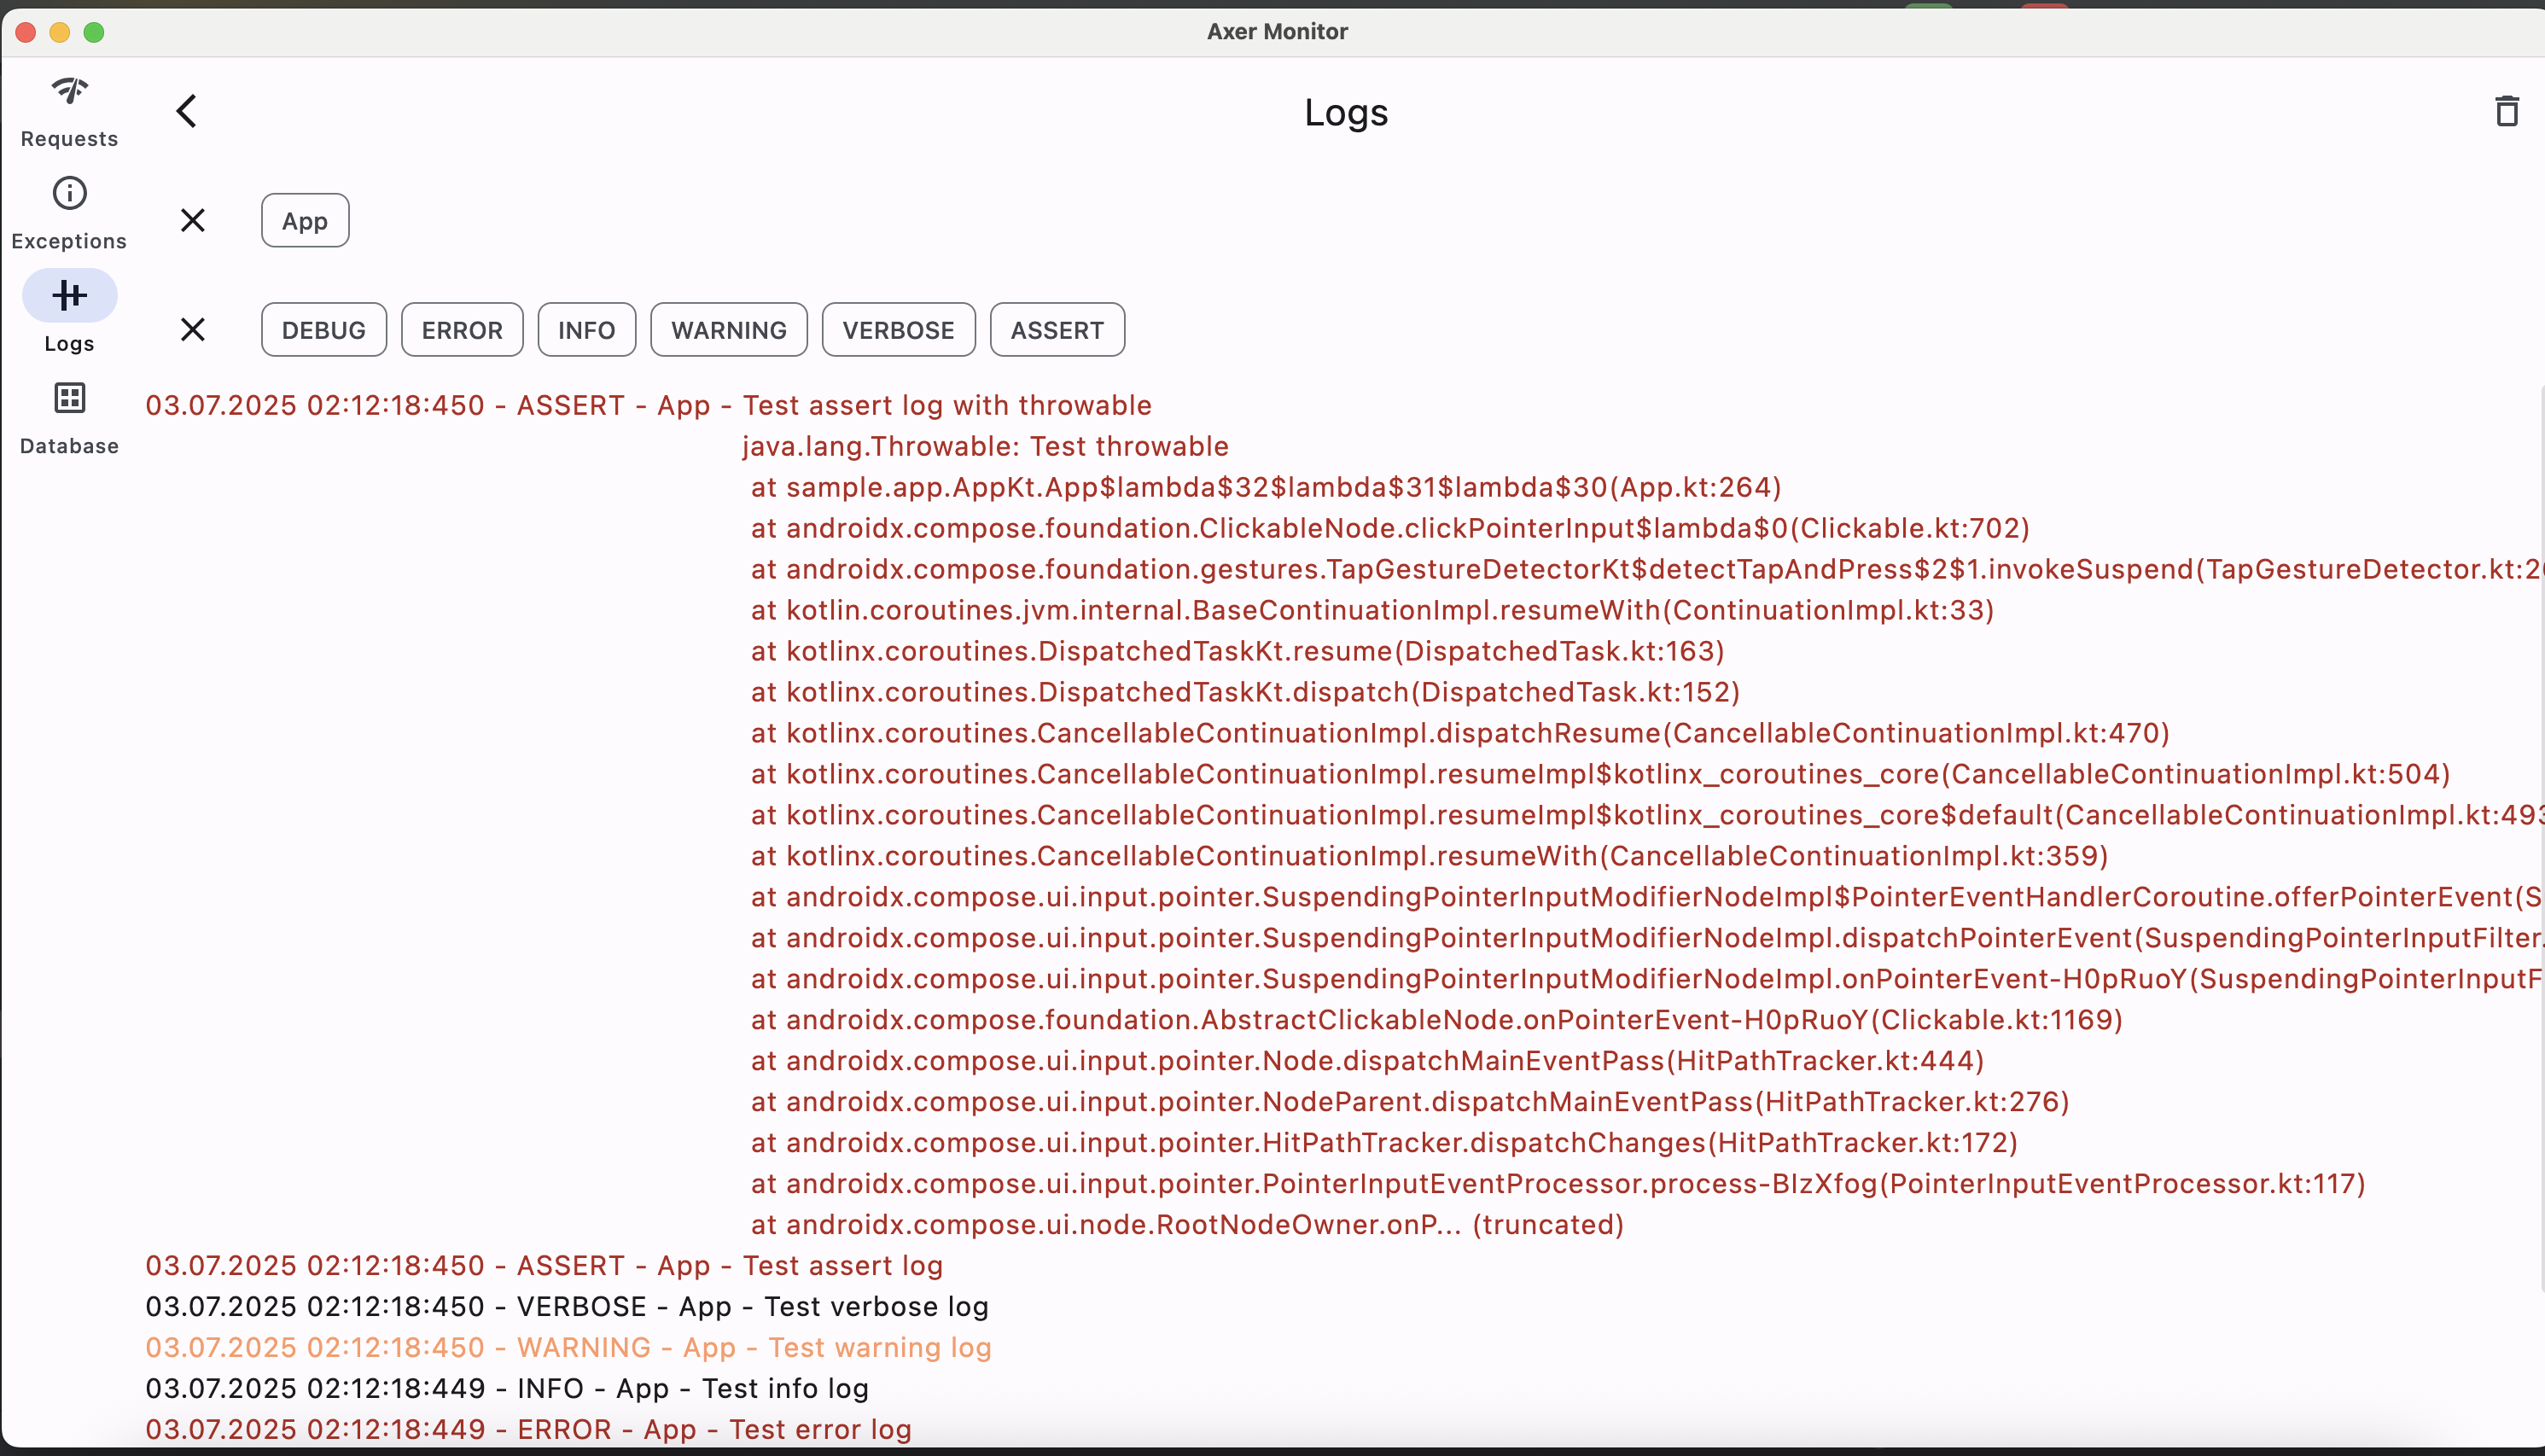 Axer Monitor
Requests
Exceptions
Logs
Database
Logs
App
DEBUG ERROR INFO WARNING VERBOSE ASSERT
03.07.2025 02:12:18:450 - ASSERT - App - Test assert log with throwable
java.lang.Throwable: Test throwable
at sample.app.AppKt.App$lambda$32$lambda$31$lambda$30(App.kt:264)
at androidx.compose.foundation.ClickableNode.clickPointerInput$lambda$0(Clickable.kt:702)
at androidx.compose.foundation.gestures.TapGestureDetectorKt$detectTapAndPress$2$1.invokeSuspend(TapGestureDetector.kt:2
at kotlin.coroutines.jvm.internal.BaseContinuationImpl.resumeWith(ContinuationImpl.kt:33)
at kotlinx.coroutines.DispatchedTaskKt.resume(DispatchedTask.kt:163)
at kotlinx.coroutines.DispatchedTaskKt.dispatch(DispatchedTask.kt:152)
at kotlinx.coroutines.CancellableContinuationImpl.dispatchResume(CancellableContinuationImpl.kt:470)
at kotlinx.coroutines.CancellableContinuationImpl.resumeImpl$kotlinx_coroutines_core(CancellableContinuationImpl.kt:504)
at kotlinx.coroutines.CancellableContinuationImpl.resumeImpl$kotlinx_coroutines_core$default(CancellableContinuationImpl.kt:493
at kotlinx.coroutines.CancellableContinuationImpl.resumeWith(CancellableContinuationImpl.kt:359)
at androidx.compose.ui.input.pointer.SuspendingPointerInputModifierNodeImpl$PointerEventHandlerCoroutine.offerPointerEvent(S
at androidx.compose.ui.input.pointer.SuspendingPointerInputModifierNodeImpl.dispatchPointerEvent(SuspendingPointerInputFilter.
at androidx.compose.ui.input.pointer.SuspendingPointerInputModifierNodeImpl.onPointerEvent-H0pRuoY(SuspendingPointerInputF
at androidx.compose.foundation.AbstractClickableNode.onPointerEvent-H0pRuoY(Clickable.kt:1169)
at androidx.compose.ui.input.pointer.Node.dispatchMainEventPass(HitPathTracker.kt:444)
at androidx.compose.ui.input.pointer.NodeParent.dispatchMainEventPass(HitPathTracker.kt:276)
at androidx.compose.ui.input.pointer.HitPathTracker.dispatchChanges(HitPathTracker.kt:172)
at androidx.compose.ui.input.pointer.PointerInputEventProcessor.process-BIzXfog(PointerInputEventProcessor.kt:117)
at androidx.compose.ui.node.RootNodeOwner.onP... (truncated)
03.07.2025 02:12:18:450 - ASSERT - App - Test assert log
03.07.2025 02:12:18:450 - VERBOSE - App - Test verbose log
03.07.2025 02:12:18:450 - WARNING - App - Test warning log
03.07.2025 02:12:18:449 - INFO - App - Test info log
03.07.2025 02:12:18:449 - ERROR - App - Test error log